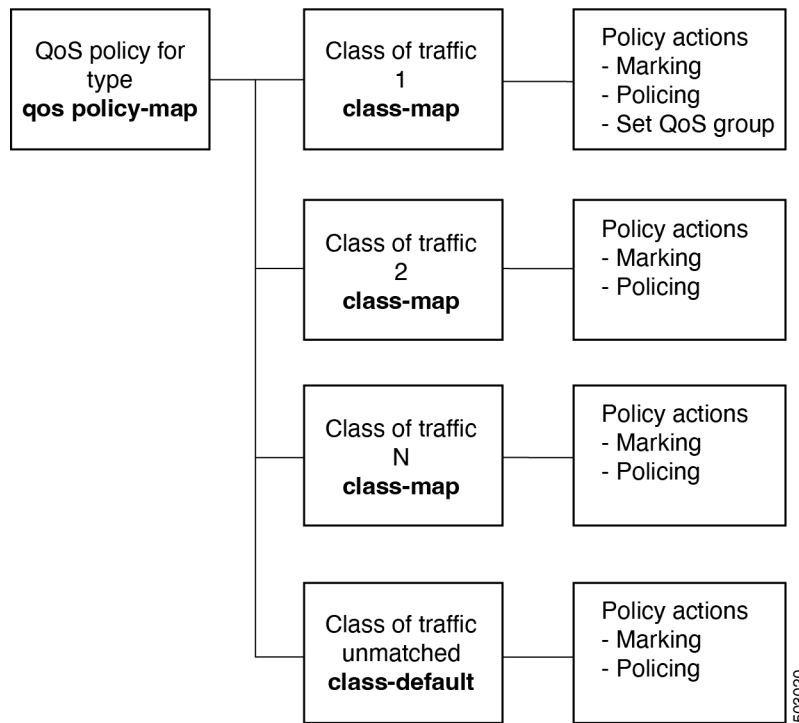 QoS policy for
type
qos policy-map
Class of traffic
1
class-map
Policy actions
- Marking
- Policing
- Set QoS group
Class of traffic
2
class-map
Policy actions
- Marking
- Policing
Class of traffic
N
class-map
Policy actions
- Marking
- Policing
Class of traffic
unmatched
class-default
Policy actions
- Marking
- Policing